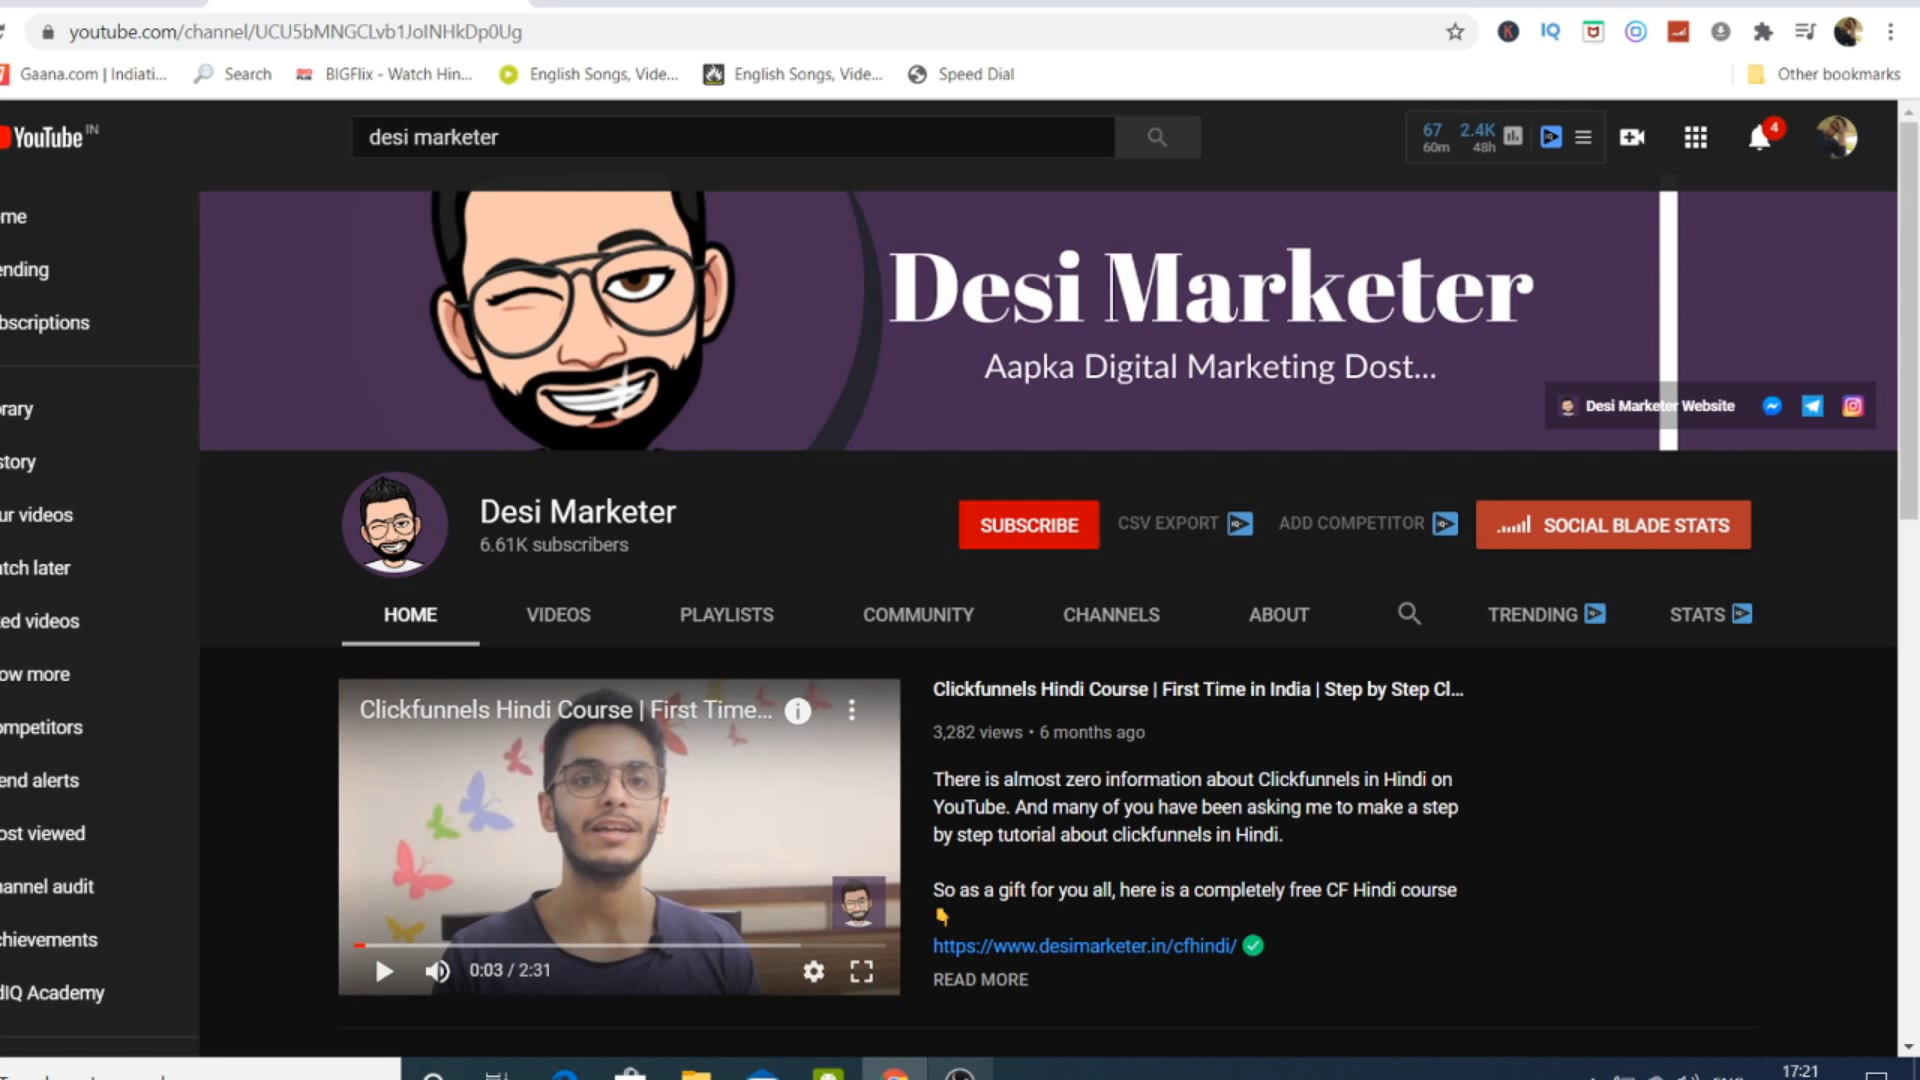 youtube.com/channel/UCU5bMNGCLvb1JoINHkDp0Ug
IQ
Gaana.com | Indiati...
Search
BIGFlix - Watch Hin...
English Songs, Vide...
English Songs, Vide...
Speed Dial
Other bookmarks
YouTube IN
desi marketer
67 2.4K
60m 48h
4
me
ending
bscriptions
rary
story
ur videos
tch later
ed videos
ow more
ompetitors
end alerts
ost viewed
annel audit
chievements
dIQ Academy
Desi Marketer
Aapka Digital Marketing Dost...
Desi Marketer Website
Desi Marketer
6.61K subscribers
SUBSCRIBE
CSV EXPORT
ADD COMPETITOR
SOCIAL BLADE STATS
HOME
VIDEOS
PLAYLISTS
COMMUNITY
CHANNELS
ABOUT
TRENDING
STATS
Clickfunnels Hindi Course | First Time...
0:03 / 2:31
Clickfunnels Hindi Course | First Time in India | Step by Step Cl...
3,282 views • 6 months ago
There is almost zero information about Clickfunnels in Hindi on
YouTube. And many of you have been asking me to make a step
by step tutorial about clickfunnels in Hindi.
So as a gift for you all, here is a completely free CF Hindi course
👇
https://www.desimarketer.in/cfhindi/
READ MORE
17:21